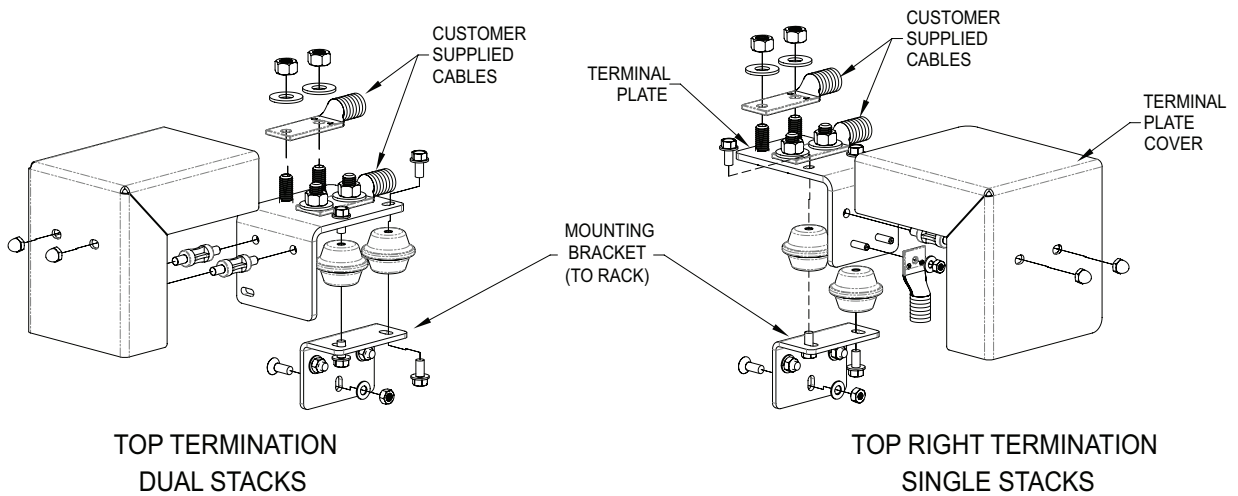 CUSTOMER
SUPPLIED
CABLES
MOUNTING
BRACKET
(TO RACK)
TOP TERMINATION
DUAL STACKS
TERMINAL
PLATE
CUSTOMER
SUPPLIED
CABLES
TERMINAL
PLATE
COVER
TOP RIGHT TERMINATION
SINGLE STACKS